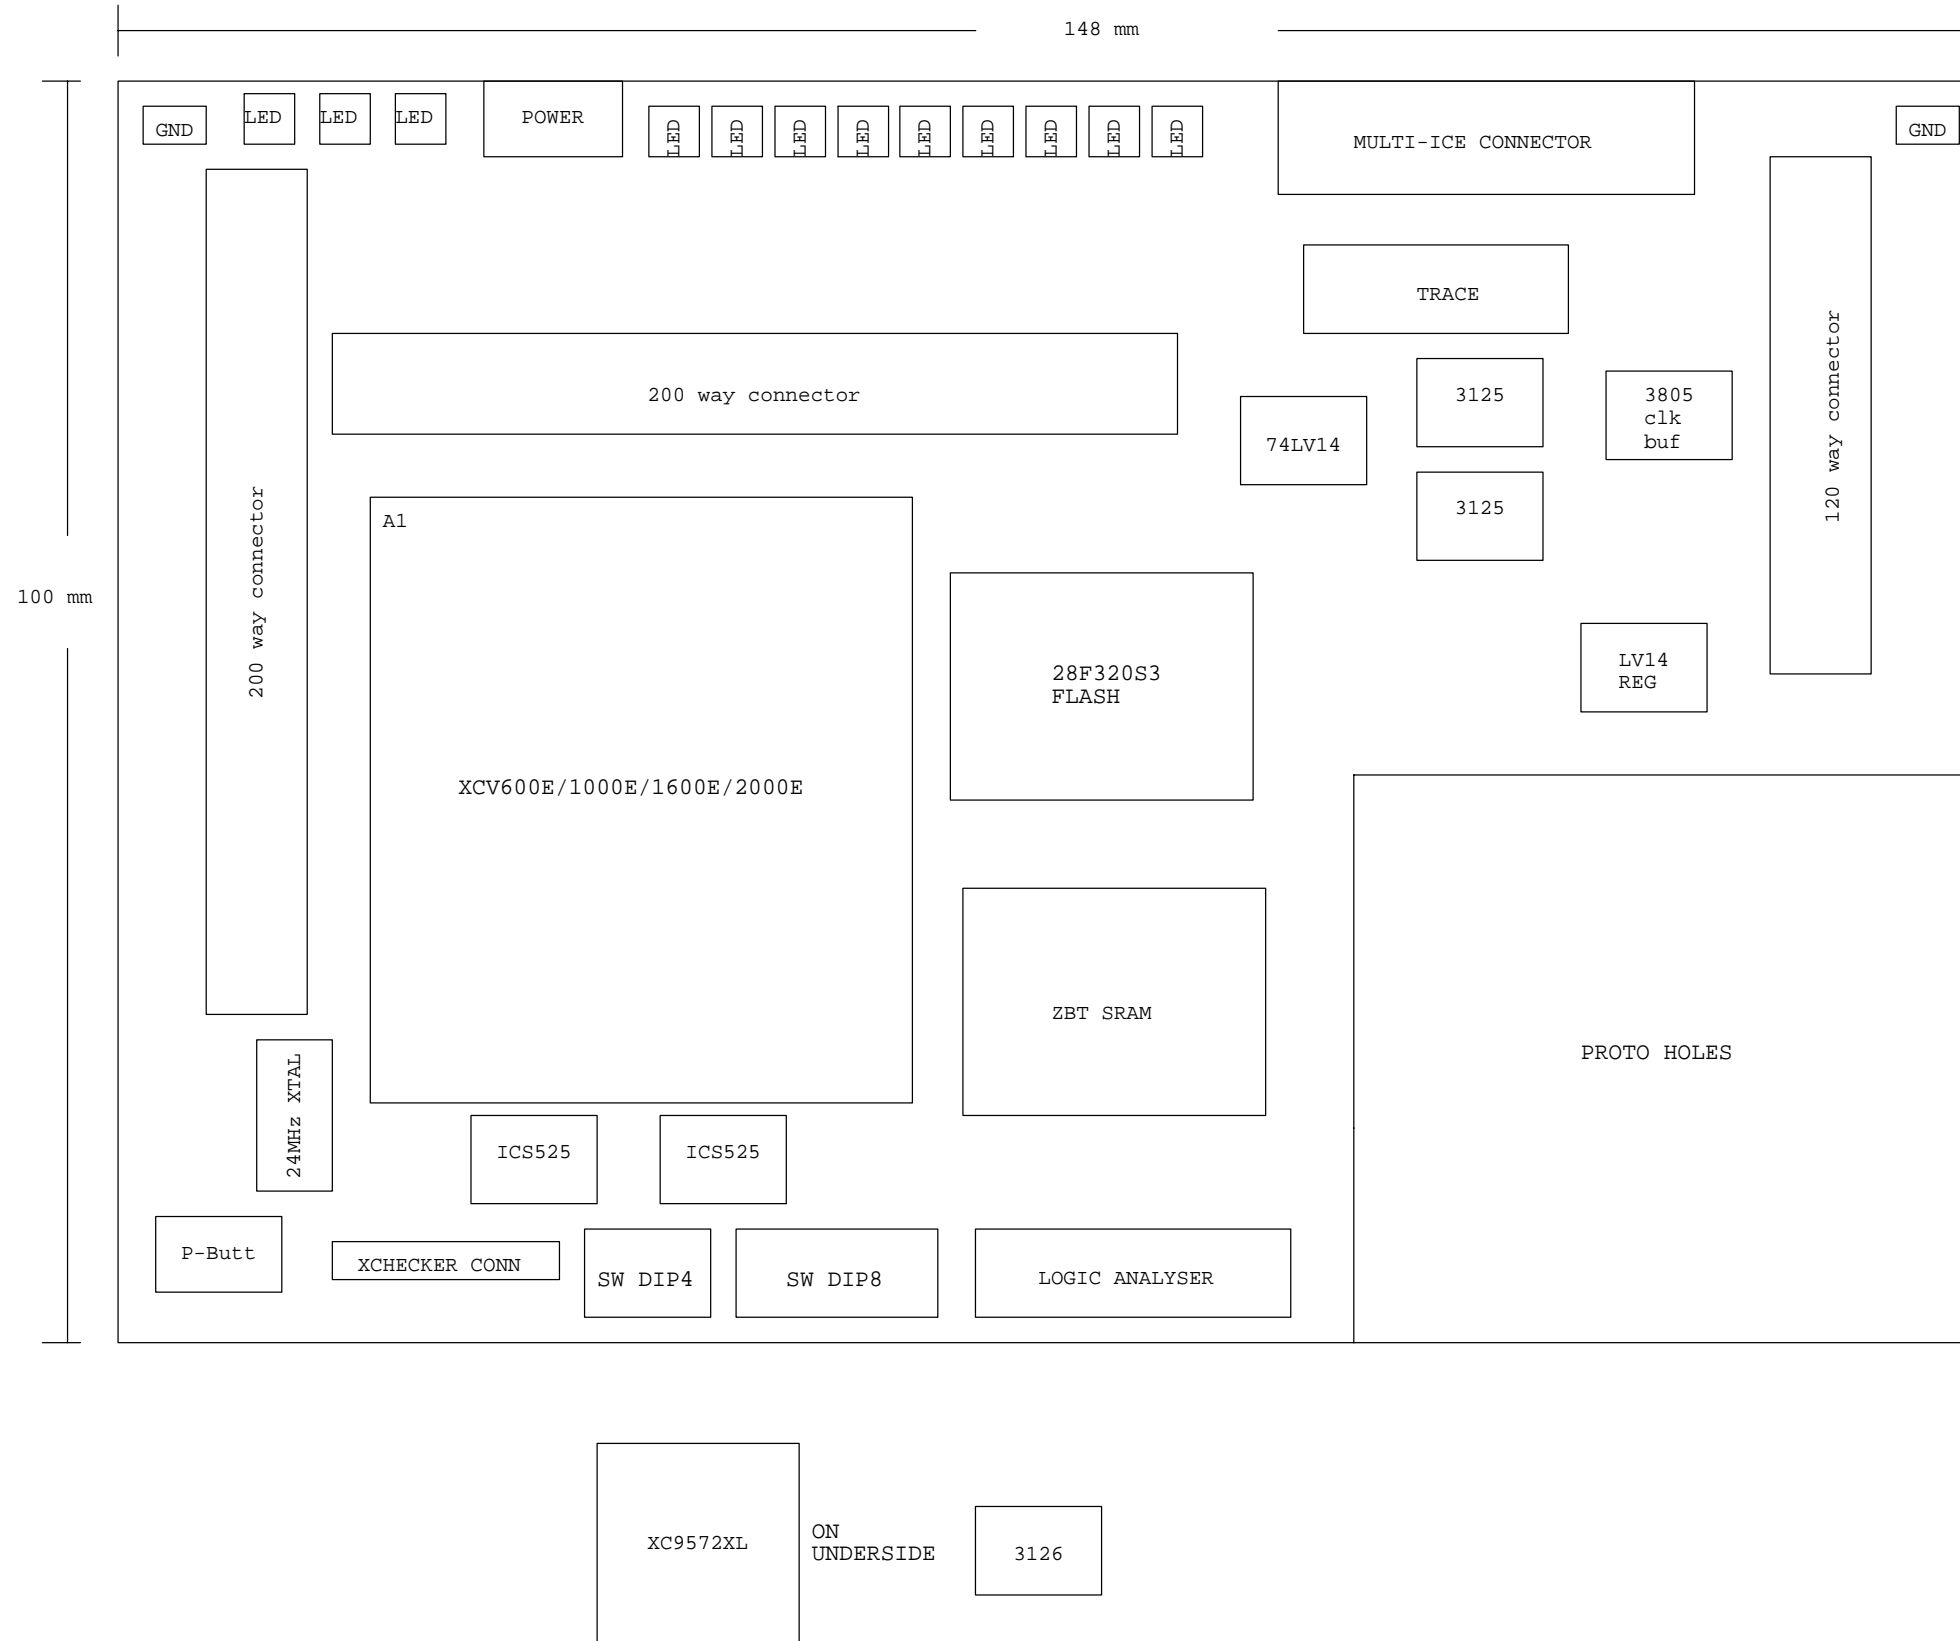 148 mm
GND
LED
LED
LED
POWER
LED
LED
LED
LED
LED
LED
LED
LED
LED
MULTI-ICE CONNECTOR
GND
TRACE
200 way connector
3125
3805
clk
buf
120 way connector
74LV14
3125
A1
200 way connector
100 mm
28F320S3
FLASH
LV14
REG
XCV600E/1000E/1600E/2000E
ZBT SRAM
PROTO HOLES
24MHz XTAL
ICS525
ICS525
P-Butt
XCHECKER CONN
SW DIP4
SW DIP8
LOGIC ANALYSER
XC9572XL
ON
UNDERSIDE
3126